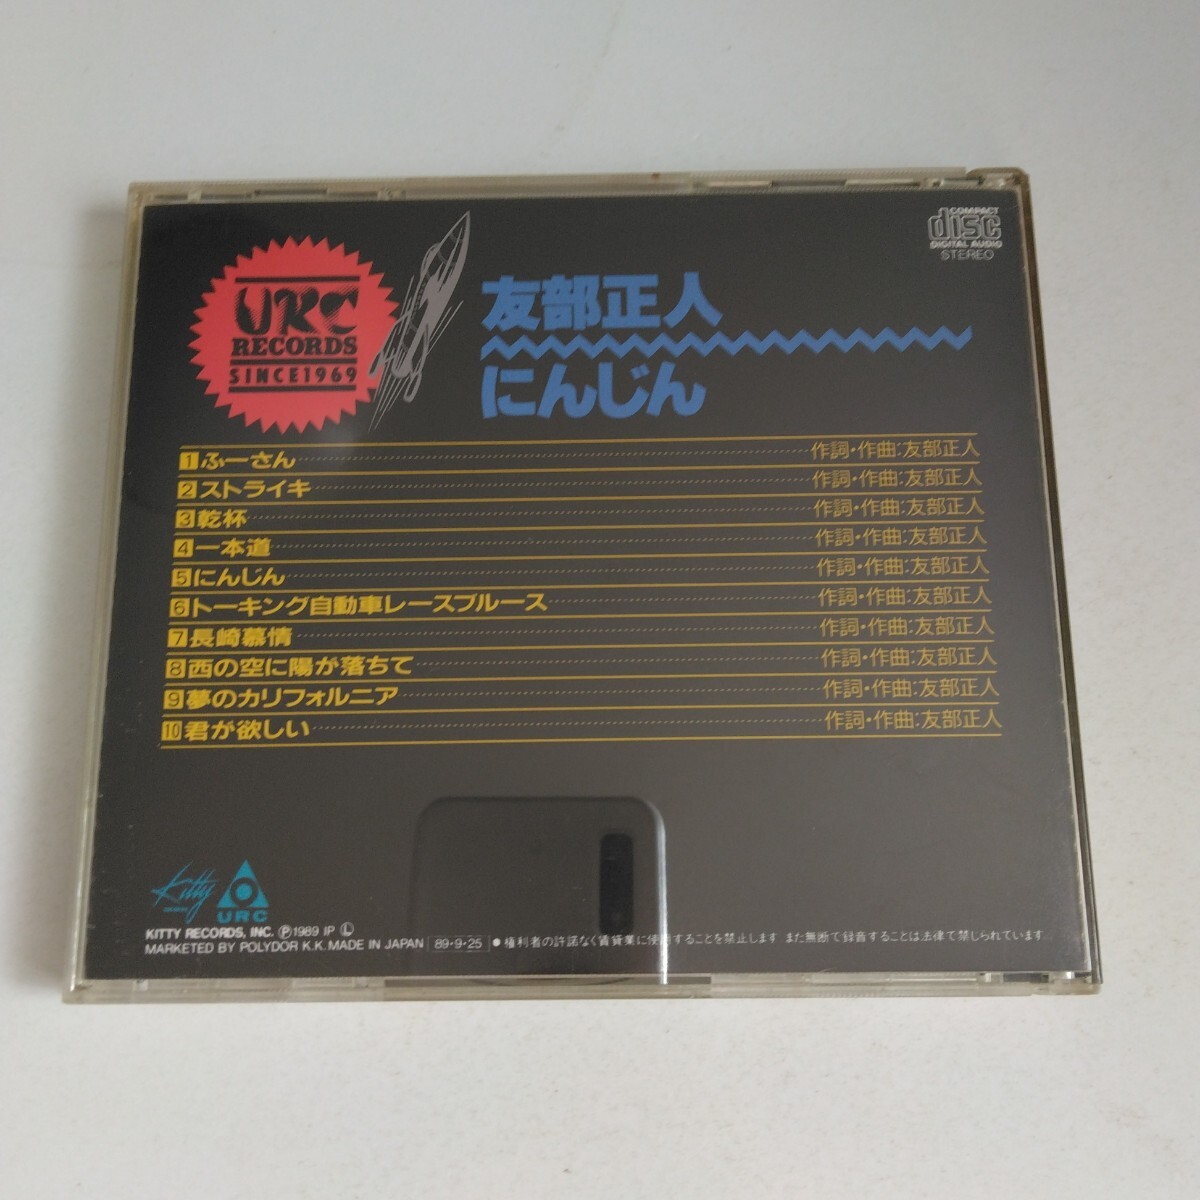 URC
RECORDS
SINCE1969
友部正人
にんじん
COMPACT
disc
DIGITAL AUDIO
STEREO
1 ふーさん 作詞・作曲:友部正人
2 ストライキ 作詞・作曲:友部正人
3 乾杯 作詞・作曲:友部正人
4 一本道 作詞・作曲:友部正人
5 にんじん 作詞・作曲:友部正人
6 トーキング自動車レースブルース 作詞・作曲:友部正人
7 長崎慕情 作詞・作曲:友部正人
8 西の空に陽が落ちて 作詞・作曲:友部正人
9 夢のカリフォルニア 作詞・作曲:友部正人
10 君が欲しい 作詞・作曲:友部正人
Kitty
URC
KITTY RECORDS, INC. Ⓟ1989 IP Ⓛ
MARKETED BY POLYDOR K.K. MADE IN JAPAN 89・9・25 ●権利者の許諾なく賃貸業に使用することを禁止します また無断で録音することは法律で禁じられています。